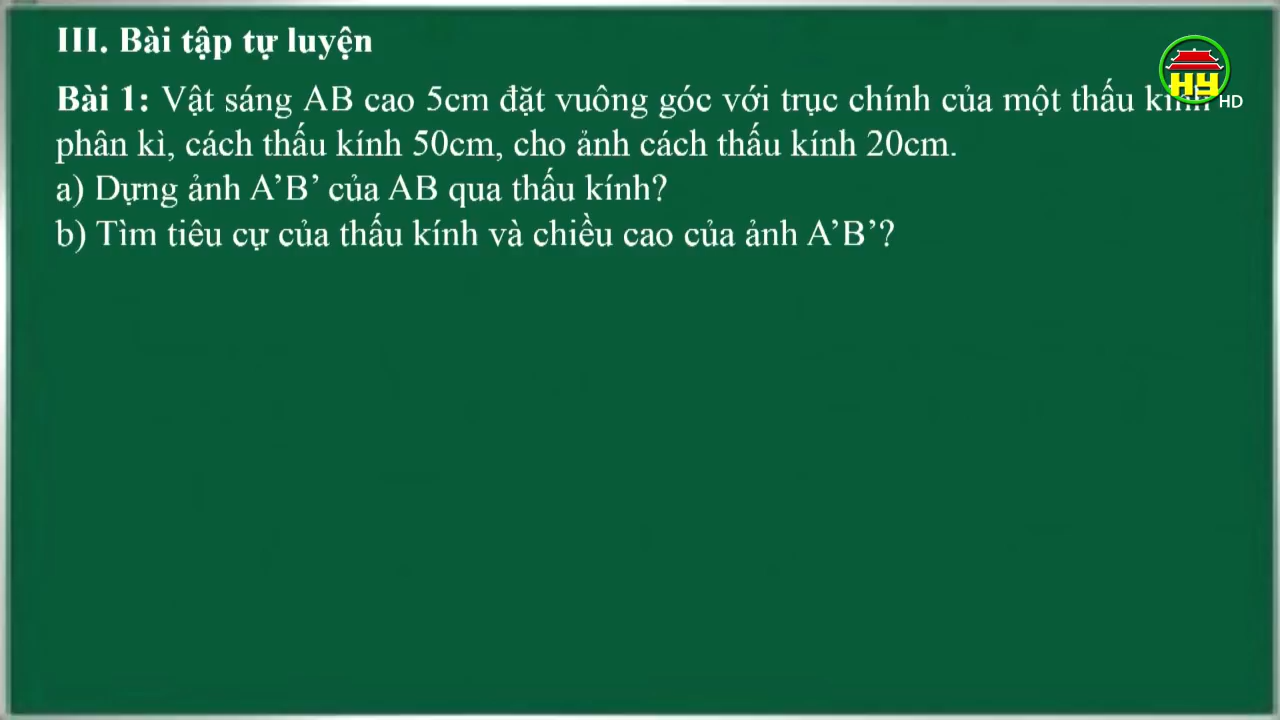 III. Bài tập tự luyện
Bài 1: Vật sáng AB cao 5cm đặt vuông góc với trục chính của một thấu kính
phân kì, cách thấu kính 50cm, cho ảnh cách thấu kính 20cm.
a) Dựng ảnh A’B’ của AB qua thấu kính?
b) Tìm tiêu cự của thấu kính và chiều cao của ảnh A’B’?
HY HD